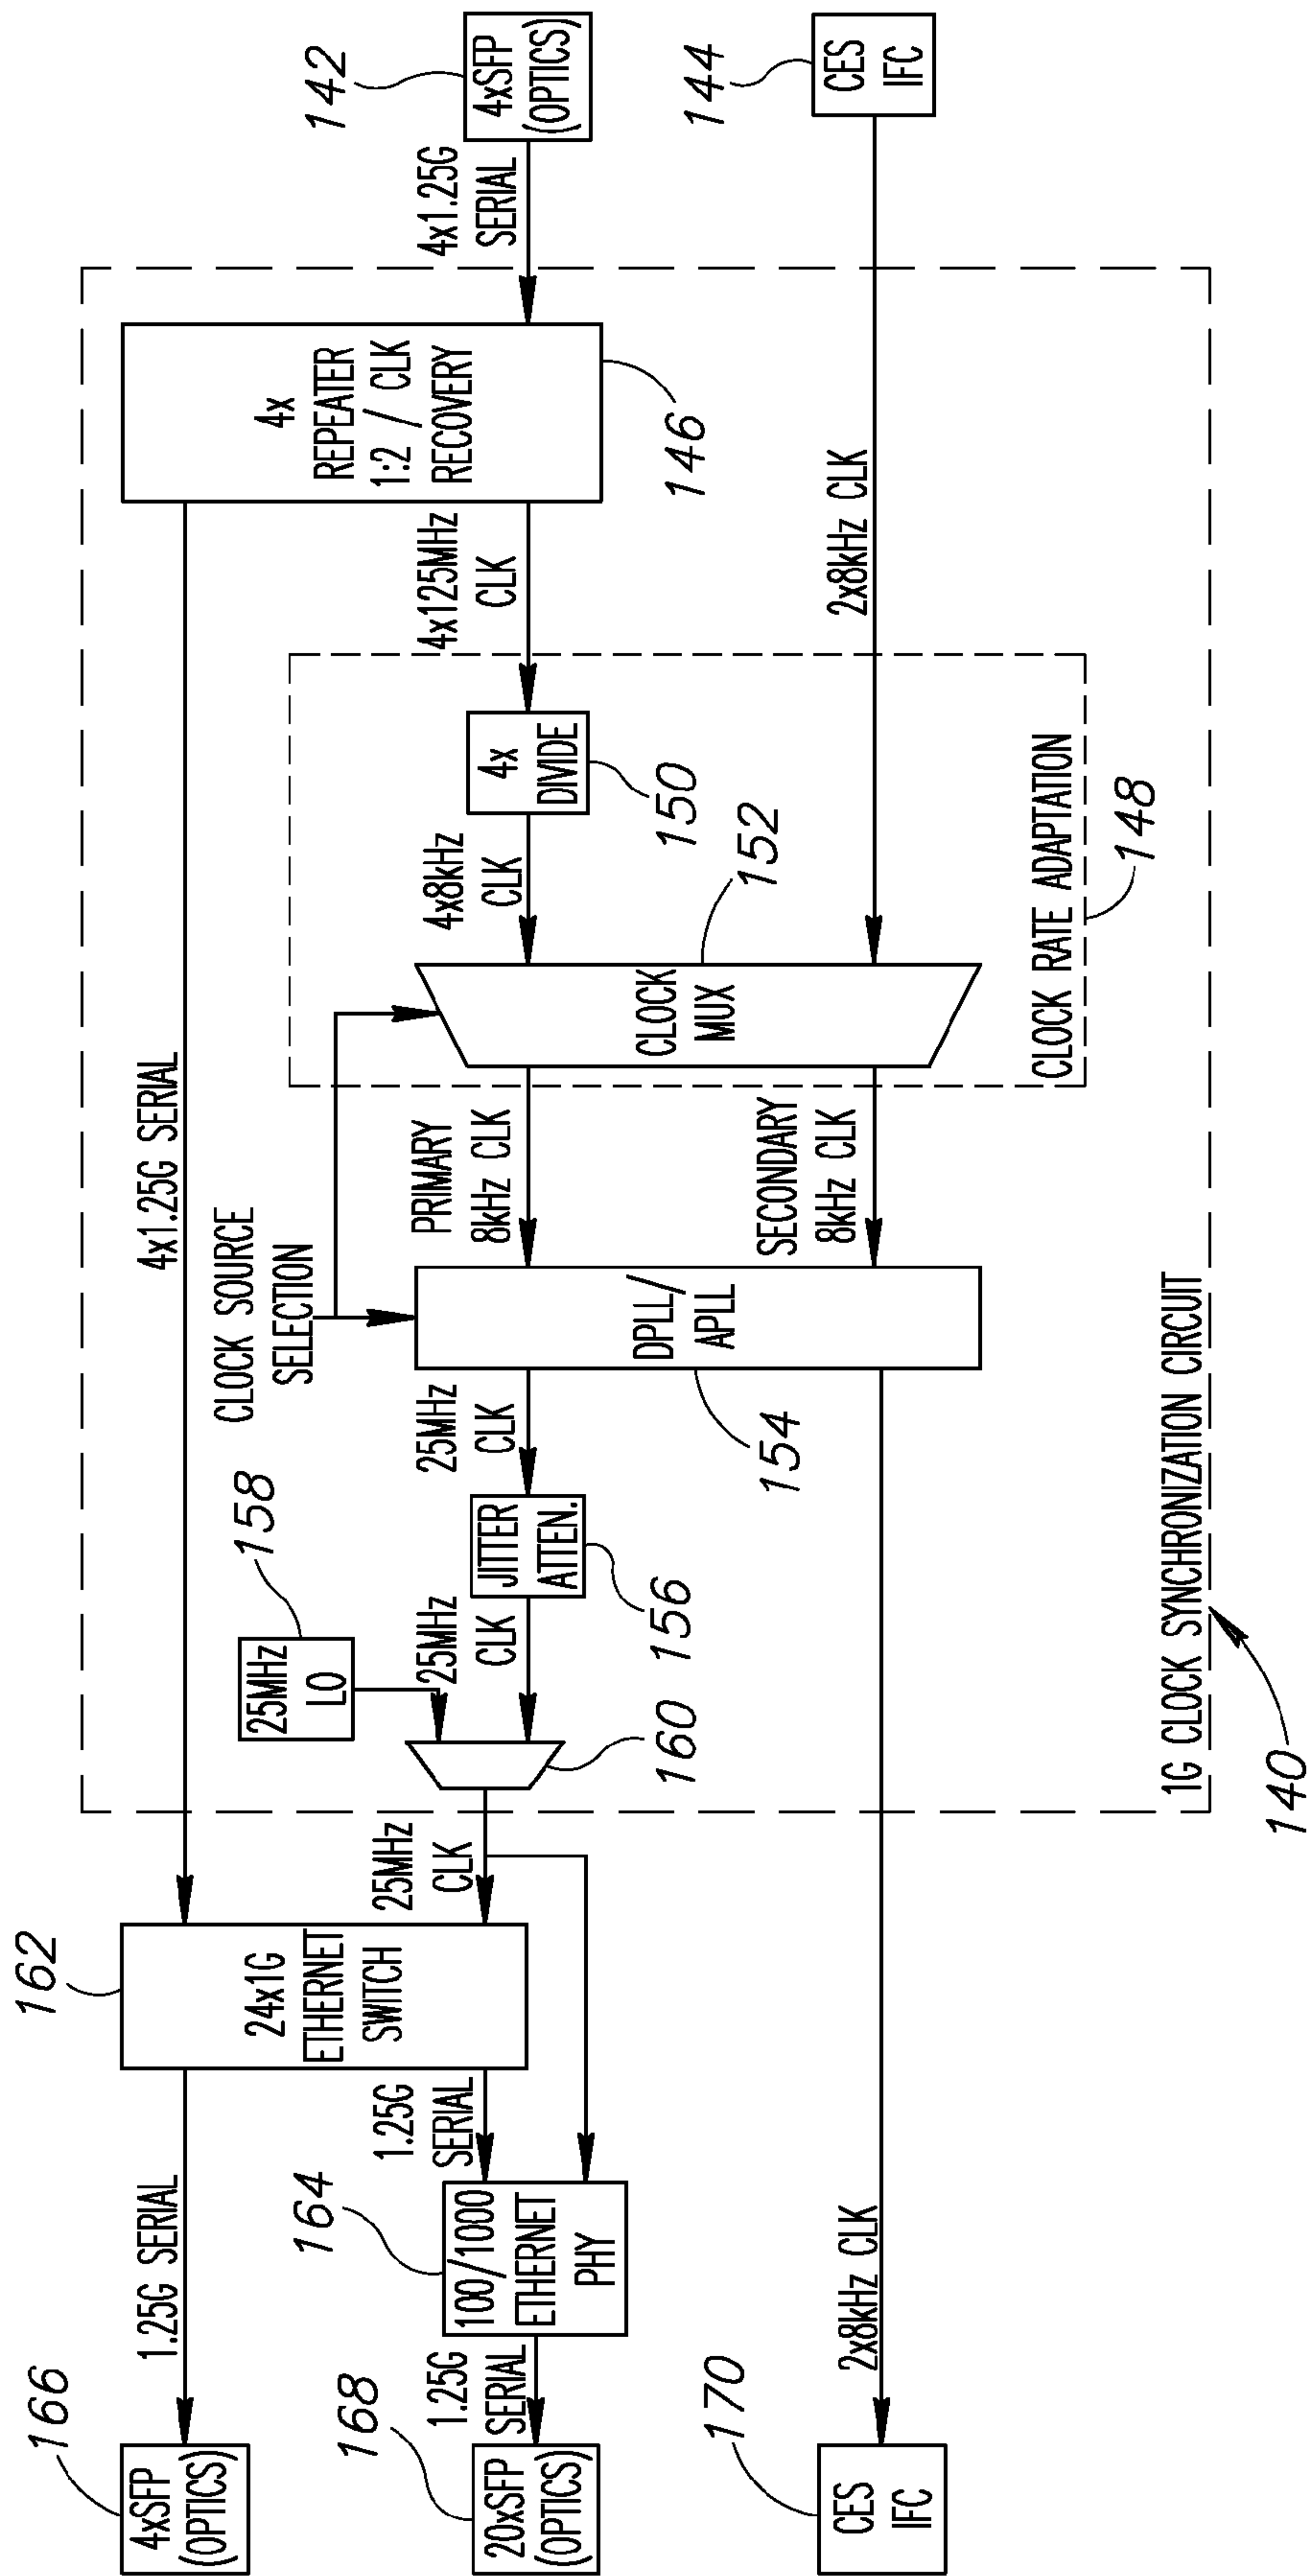 142
4xSFP
(OPTICS)
144
CES
IFC
4x1.25G
SERIAL
4x
REPEATER
1:2 / CLK
RECOVERY
146
4x125MHz
CLK
2x8kHz CLK
4x
DIVIDE
150
4x8kHz
CLK
152
CLOCK
MUX
CLOCK RATE ADAPTATION
148
4x1.25G SERIAL
CLOCK SOURCE
SELECTION
PRIMARY
8kHz CLK
SECONDARY
8kHz CLK
DPLL/
APLL
154
25MHz
CLK
JITTER
ATTEN.
156
158
25MHz
LO
25MHz
CLK
160
1G CLOCK SYNCHRONIZATION CIRCUIT
140
25MHz
CLK
162
24x1G
ETHERNET
SWITCH
1.25G
SERIAL
164
100/1000
ETHERNET
PHY
1.25G SERIAL
1.25G
SERIAL
2x8kHz CLK
166
4xSFP
(OPTICS)
168
20xSFP
(OPTICS)
170
CES
IFC